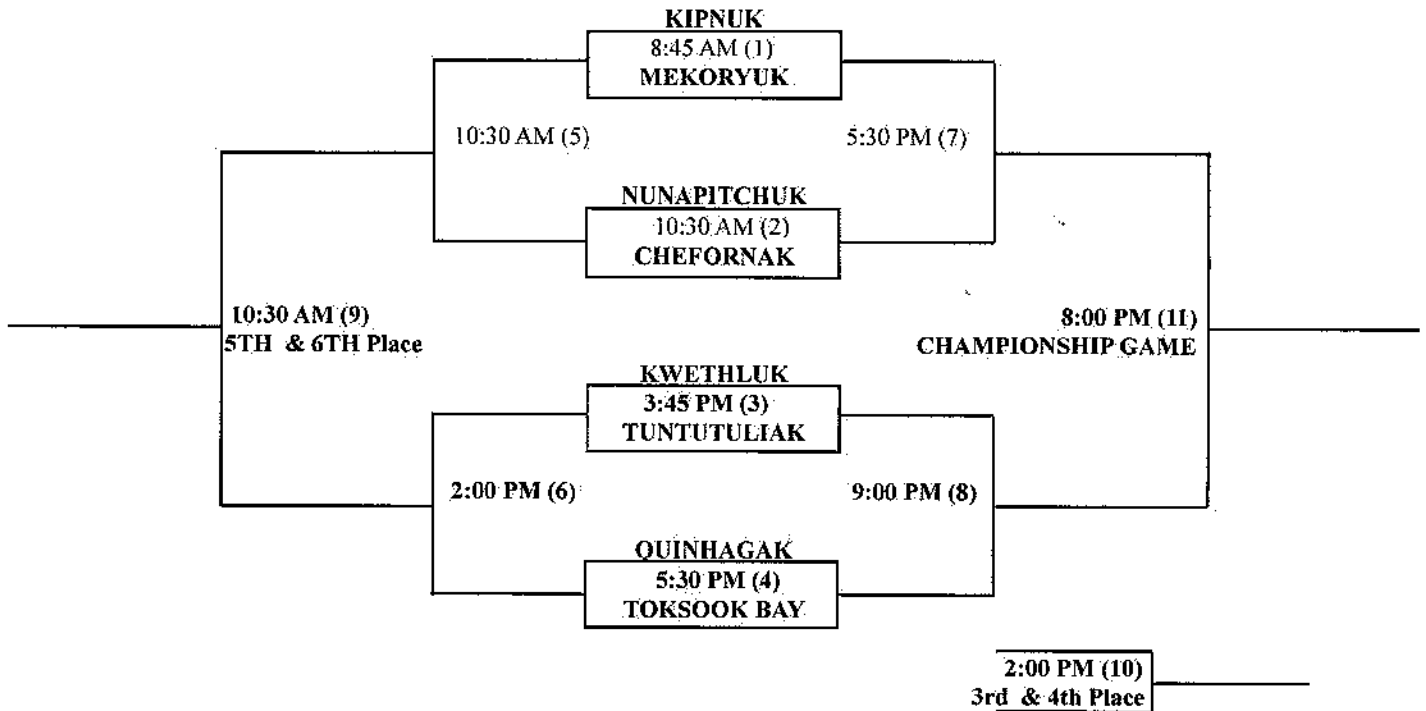 KIPNUK
8:45 AM (1)
MEKORYUK
10:30 AM (5)
5:30 PM (7)
NUNAPITCHUK
10:30 AM (2)
CHEFORNAK
10:30 AM (9)
5TH & 6TH Place
8:00 PM (11)
CHAMPIONSHIP GAME
KWETHLUK
3:45 PM (3)
TUNTUTULIAK
2:00 PM (6)
9:00 PM (8)
QUINHAGAK
5:30 PM (4)
TOKSOOK BAY
2:00 PM (10)
3rd & 4th Place